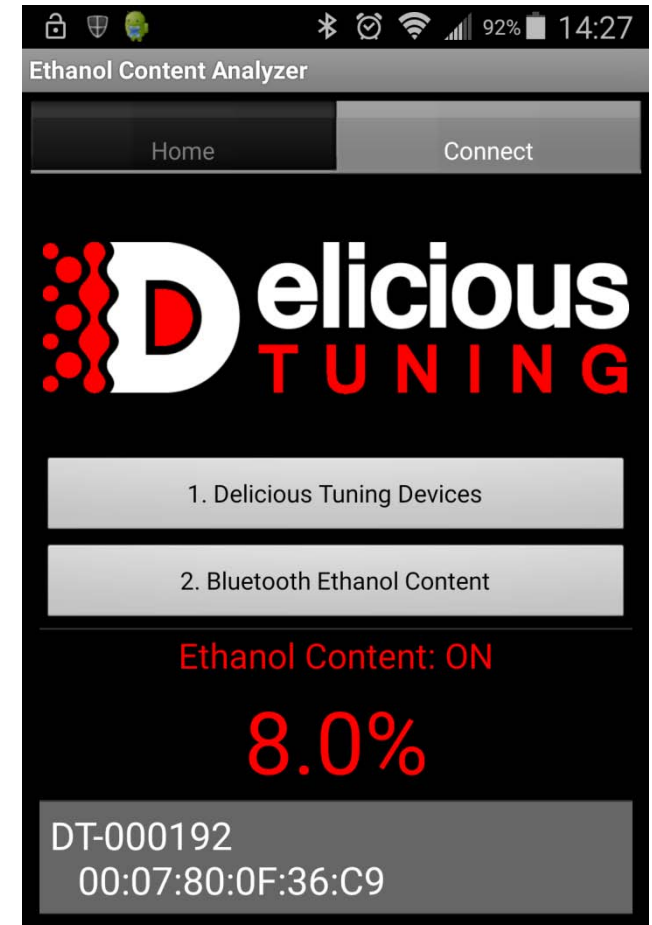 92% 14:27
Ethanol Content Analyzer
Home Connect
Delicious
TUNING
1. Delicious Tuning Devices
2. Bluetooth Ethanol Content
Ethanol Content: ON
8.0%
DT-000192
00:07:80:0F:36:C9